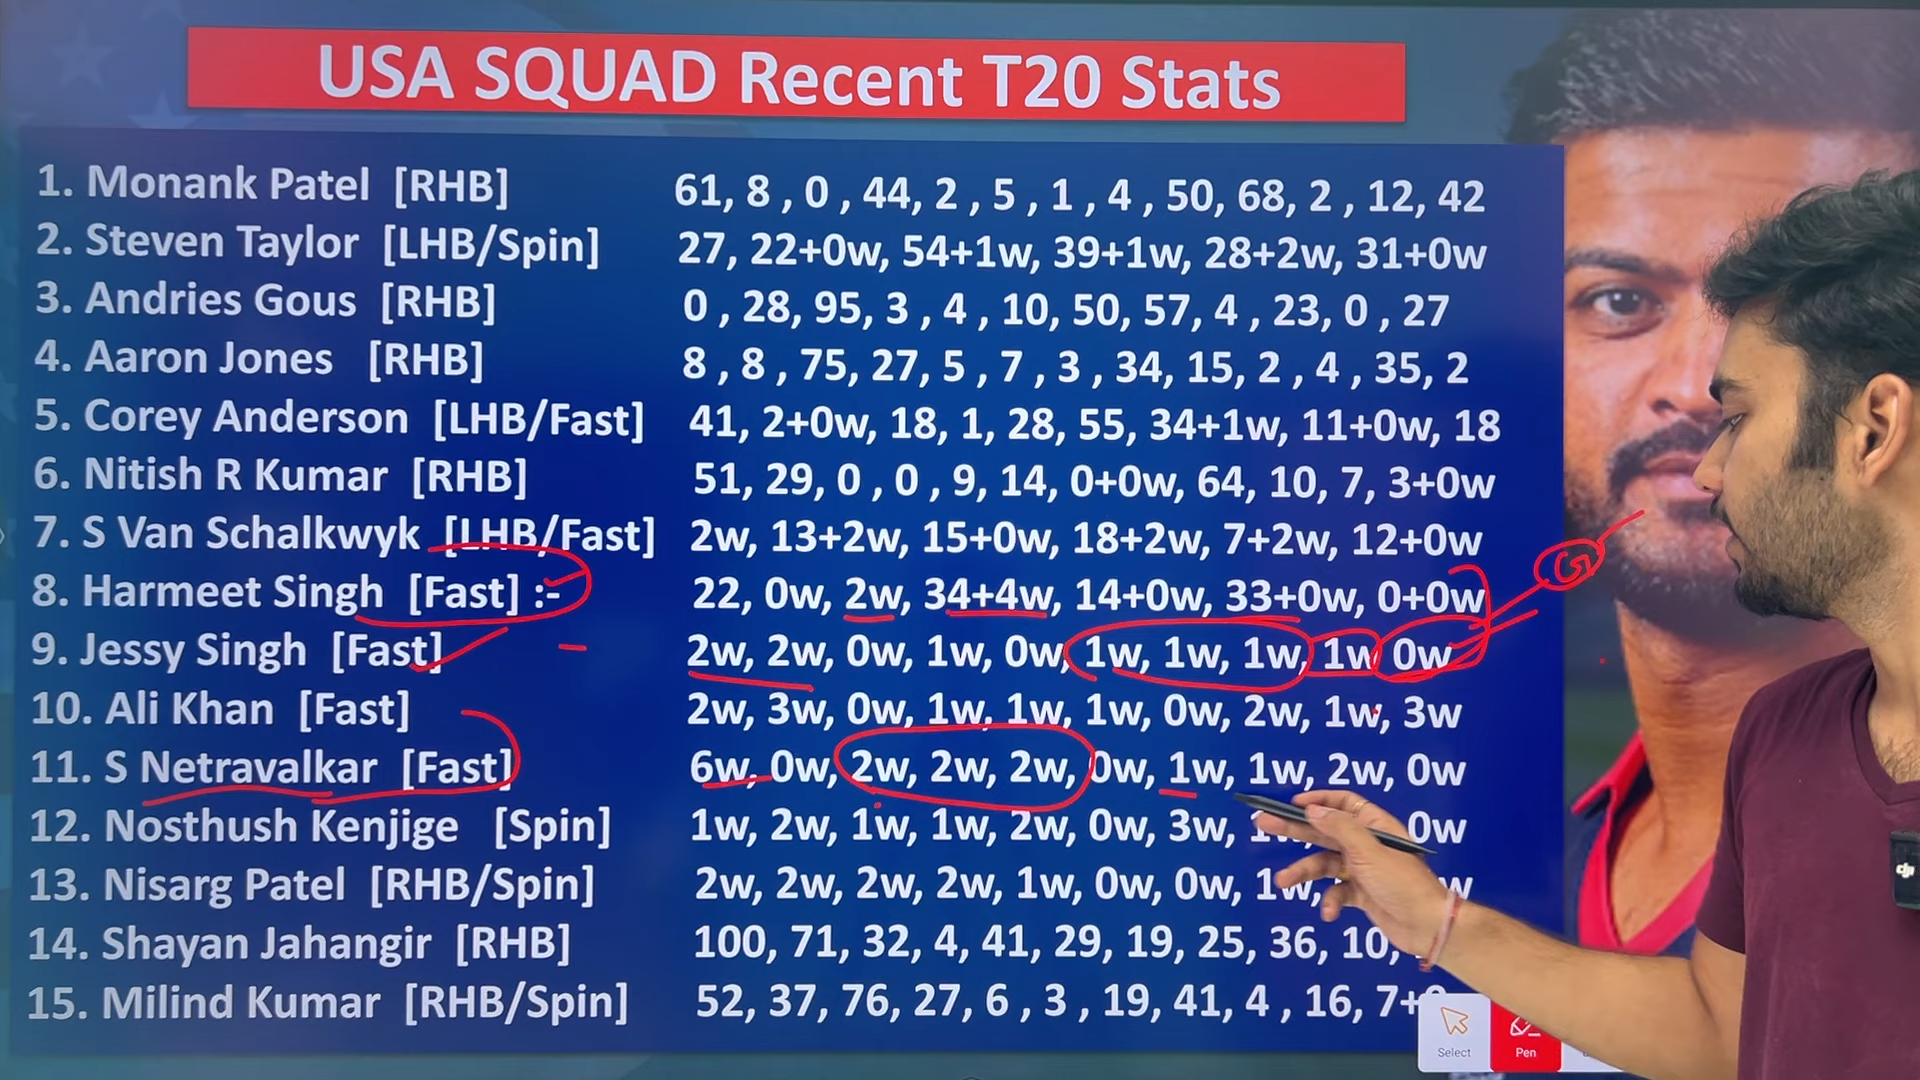 USA SQUAD Recent T20 Stats
1. Monank Patel [RHB] 61, 8 , 0 , 44, 2 , 5 , 1 , 4 , 50, 68, 2 , 12, 42
2. Steven Taylor [LHB/Spin] 27, 22+0w, 54+1w, 39+1w, 28+2w, 31+0w
3. Andries Gous [RHB] 0 , 28, 95, 3 , 4 , 10, 50, 57, 4 , 23, 0 , 27
4. Aaron Jones [RHB] 8 , 8 , 75, 27, 5 , 7 , 3 , 34, 15, 2 , 4 , 35, 2
5. Corey Anderson [LHB/Fast] 41, 2+0w, 18, 1, 28, 55, 34+1w, 11+0w, 18
6. Nitish R Kumar [RHB] 51, 29, 0 , 0 , 9, 14, 0+0w, 64, 10, 7, 3+0w
7. S Van Schalkwyk [LHB/Fast] 2w, 13+2w, 15+0w, 18+2w, 7+2w, 12+0w
8. Harmeet Singh [Fast] :- 22, 0w, 2w, 34+4w, 14+0w, 33+0w, 0+0w
9. Jessy Singh [Fast] 2w, 2w, 0w, 1w, 0w, 1w, 1w, 1w, 1w 0w
10. Ali Khan [Fast] 2w, 3w, 0w, 1w, 1w, 1w, 0w, 2w, 1w, 3w
11. S Netravalkar [Fast] 6w, 0w, 2w, 2w, 2w, 0w, 1w, 1w, 2w, 0w
12. Nosthush Kenjige [Spin] 1w, 2w, 1w, 1w, 2w, 0w, 3w, 0w
13. Nisarg Patel [RHB/Spin] 2w, 2w, 2w, 2w, 1w, 0w, 0w, 1w,
14. Shayan Jahangir [RHB] 100, 71, 32, 4, 41, 29, 19, 25, 36, 10,
15. Milind Kumar [RHB/Spin] 52, 37, 76, 27, 6 , 3 , 19, 41, 4 , 16,
Select
Pen
dji